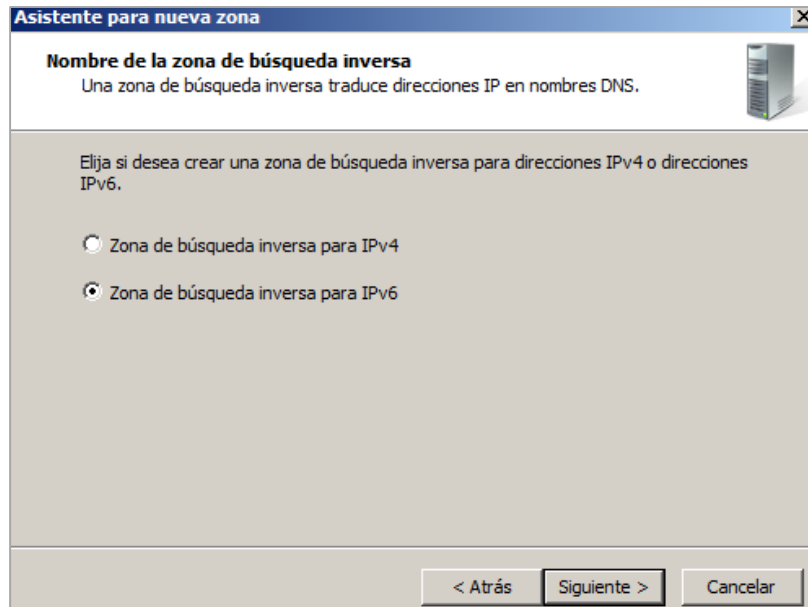 Asistente para nueva zona
Nombre de la zona de búsqueda inversa
Una zona de búsqueda inversa traduce direcciones IP en nombres DNS.
Elija si desea crear una zona de búsqueda inversa para direcciones IPv4 o direcciones
IPv6.
Zona de búsqueda inversa para IPv4
Zona de búsqueda inversa para IPv6
< Atrás
Siguiente >
Cancelar